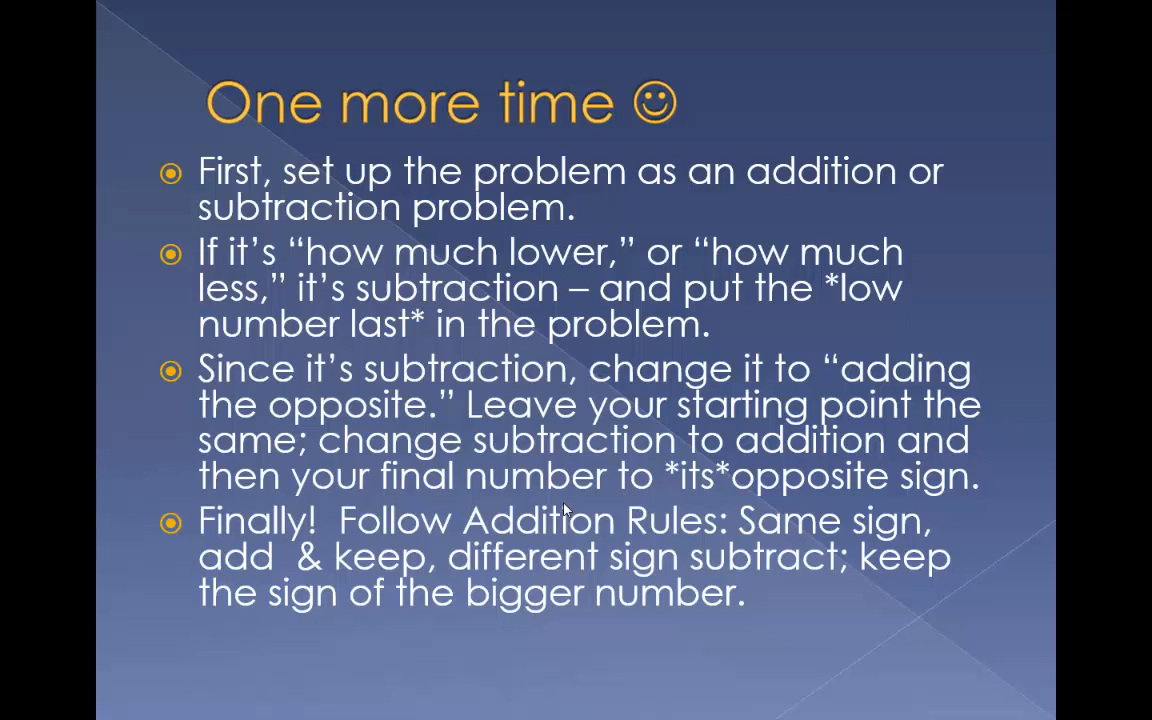 One more time ☺
First, set up the problem as an addition or
subtraction problem.
If it’s “how much lower,” or “how much
less,” it’s subtraction – and put the *low
number last* in the problem.
Since it’s subtraction, change it to “adding
the opposite.” Leave your starting point the
same; change subtraction to addition and
then your final number to *its*opposite sign.
Finally!  Follow Addition Rules: Same sign,
add  & keep, different sign subtract; keep
the sign of the bigger number.